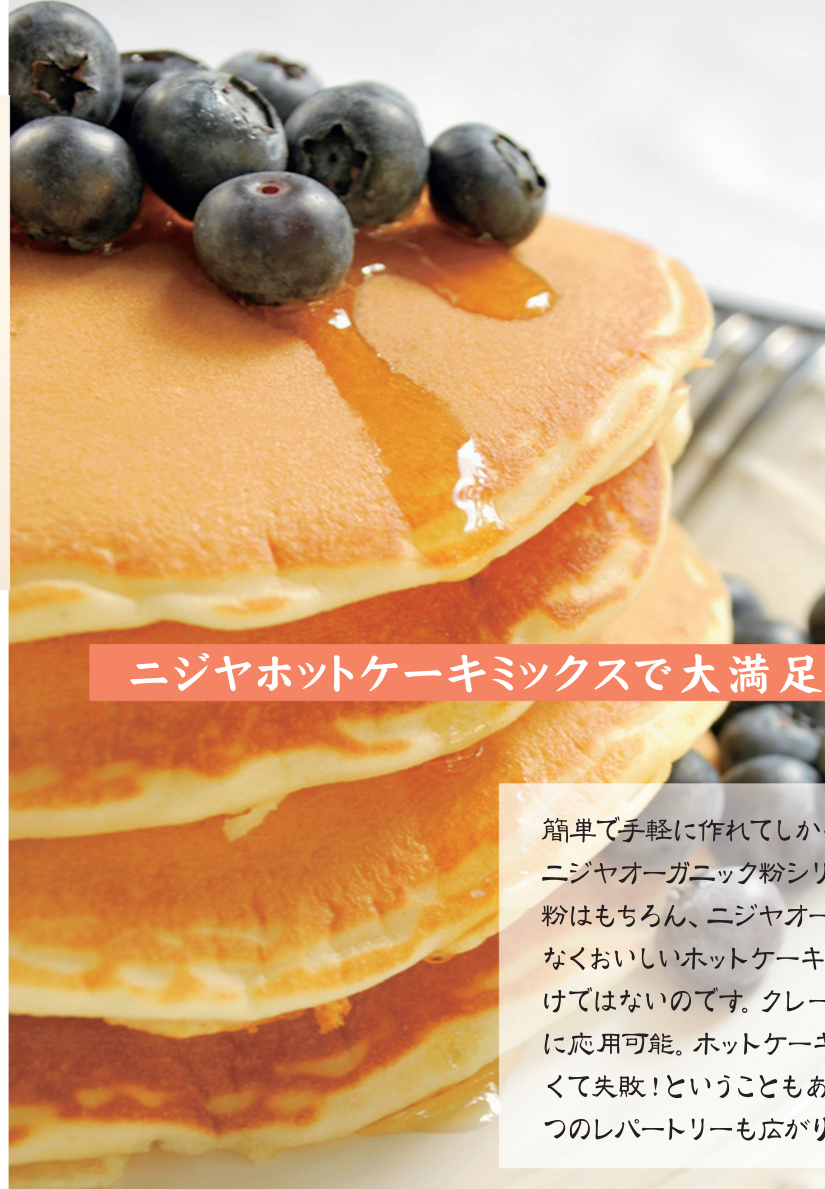 ニジヤホットケーキミックスで大満足
簡単で手軽に作れてしか
ニジヤオーガニック粉シリ
粉はもちろん、ニジヤオー
なくおいしいホットケーキ
けではないのです。クレー
に応用可能。ホットケーキ
くて失敗!ということもあ
つのレパートリーも広がり